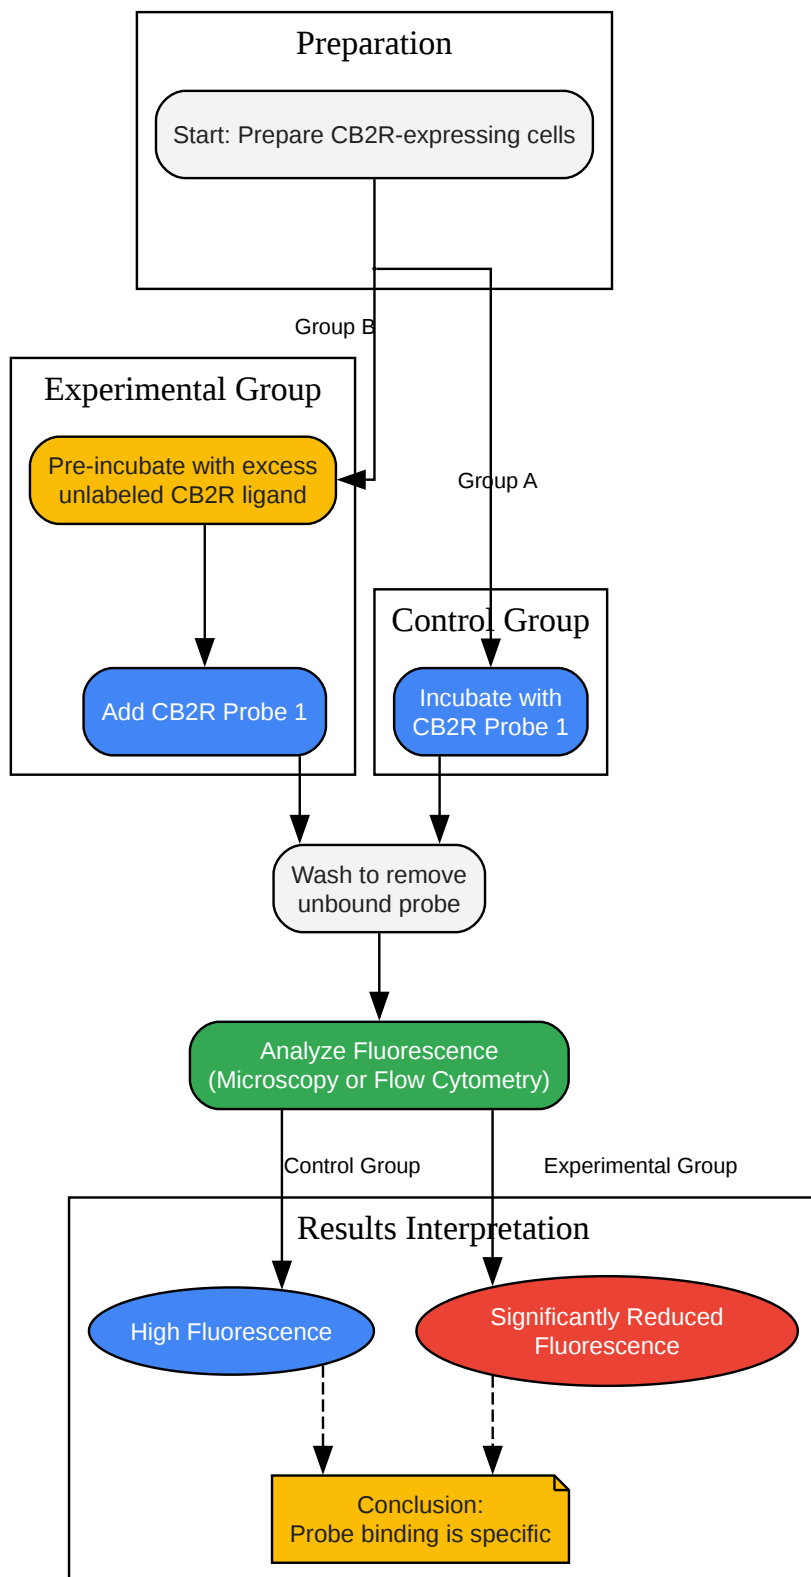 Preparation
Start: Prepare CB2R-expressing cells
Group B
Experimental Group
Pre-incubate with excess
unlabeled CB2R ligand
Group A
Control Group
Add CB2R Probe 1
Incubate with
CB2R Probe 1
Wash to remove
unbound probe
Analyze Fluorescence
(Microscopy or Flow Cytometry)
Control Group
Experimental Group
Results Interpretation
High Fluorescence
Significantly Reduced
Fluorescence
Conclusion:
Probe binding is specific